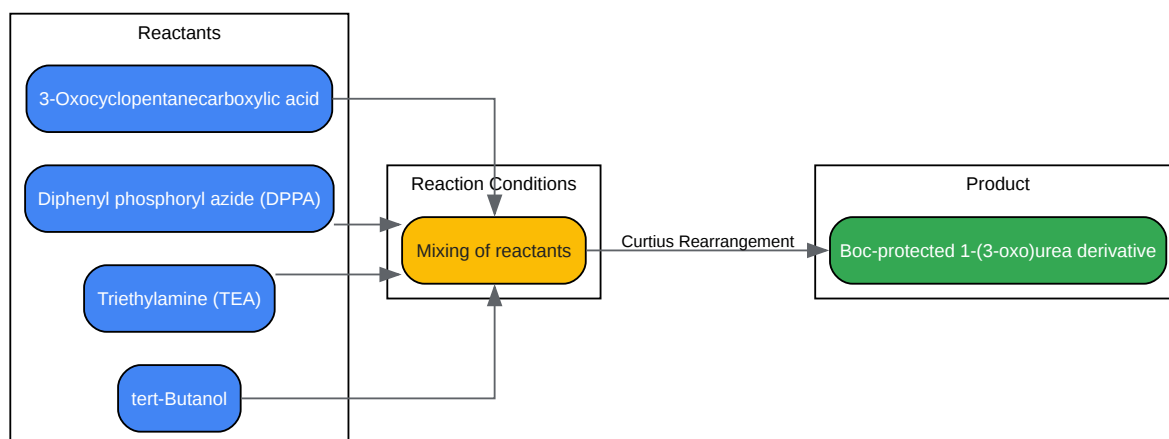 Reactants
3-Oxocyclopentanecarboxylic acid
Diphenyl phosphoryl azide (DPPA)
Triethylamine (TEA)
tert-Butanol
Reaction Conditions
Mixing of reactants
Curtius Rearrangement
Product
Boc-protected 1-(3-oxo)urea derivative